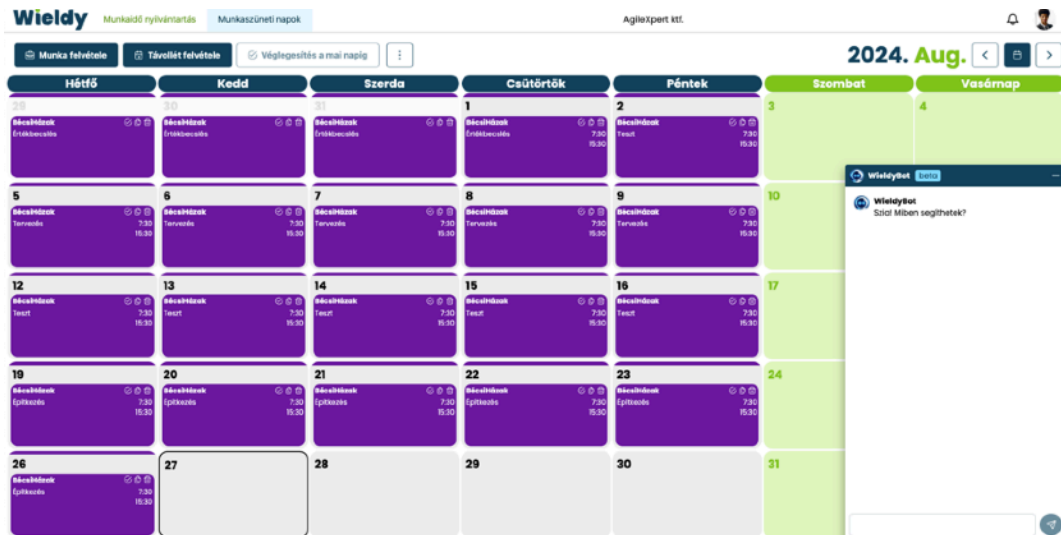 Wieldy Munkaidő nyilvántartás Munkaszüneti napok AgileXpert ktf.
Munka felvétele Távollét felvétele Véglegesítés a mai napig 2024. Aug.
Hétfő Kedd Szerda Csütörtök Péntek Szombat Vasárnap
29 30 31 1 2 3 4
BécsiHázak BécsiHázak BécsiHázak BécsiHázak BécsiHázak
Értékbecslés Értékbecslés Értékbecslés Értékbecslés 7:30 Teszt 7:30
15:30 15:30
WieldyBot beta
5 6 7 8 9 10
WieldyBot
BécsiHázak BécsiHázak BécsiHázak BécsiHázak BécsiHázak
Szia! Miben segíthetek?
Tervezés 7:30 Tervezés 7:30 Tervezés 7:30 Tervezés 7:30 Tervezés 7:30
15:30 15:30 15:30 15:30 15:30
12 13 14 15 16 17
BécsiHázak BécsiHázak BécsiHázak BécsiHázak BécsiHázak
Teszt 7:30 Teszt 7:30 Teszt 7:30 Teszt 7:30 Teszt 7:30
15:30 15:30 15:30 15:30 15:30
19 20 21 22 23 24
BécsiHázak BécsiHázak BécsiHázak BécsiHázak BécsiHázak
Építkezés 7:30 Építkezés 7:30 Építkezés 7:30 Építkezés 7:30 Építkezés 7:30
15:30 15:30 15:30 15:30 15:30
26 27 28 29 30 31
BécsiHázak
Építkezés 7:30
15:30